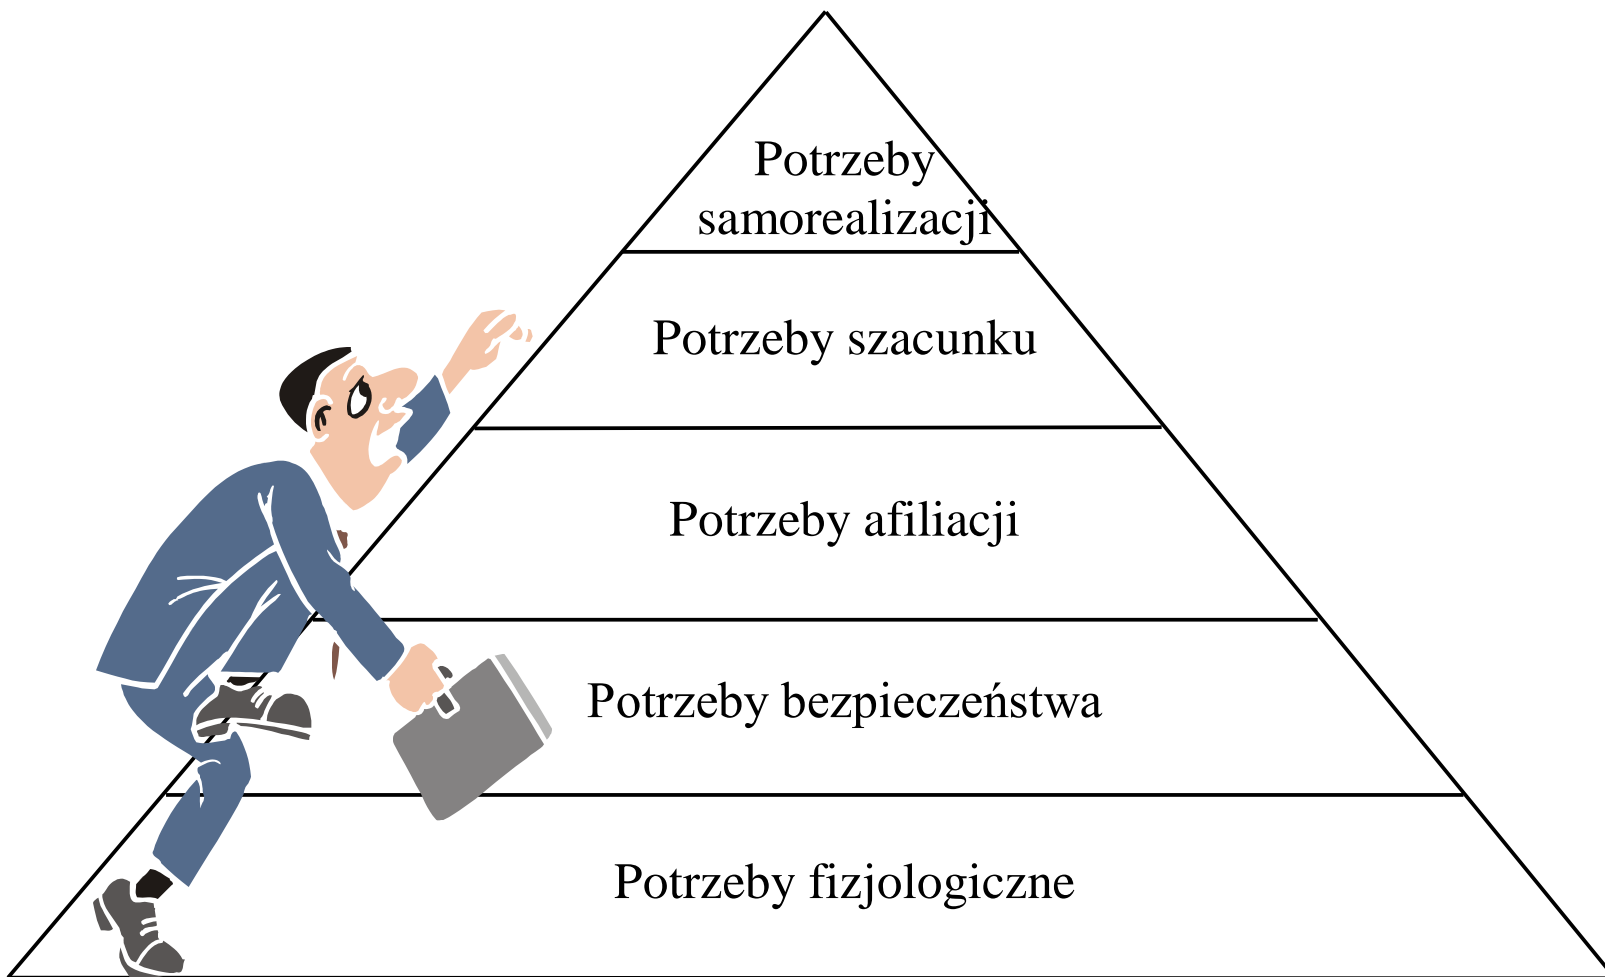 Potrzeby
samorealizacji
Potrzeby szacunku
Potrzeby afiliacji
Potrzeby bezpieczeństwa
Potrzeby fizjologiczne